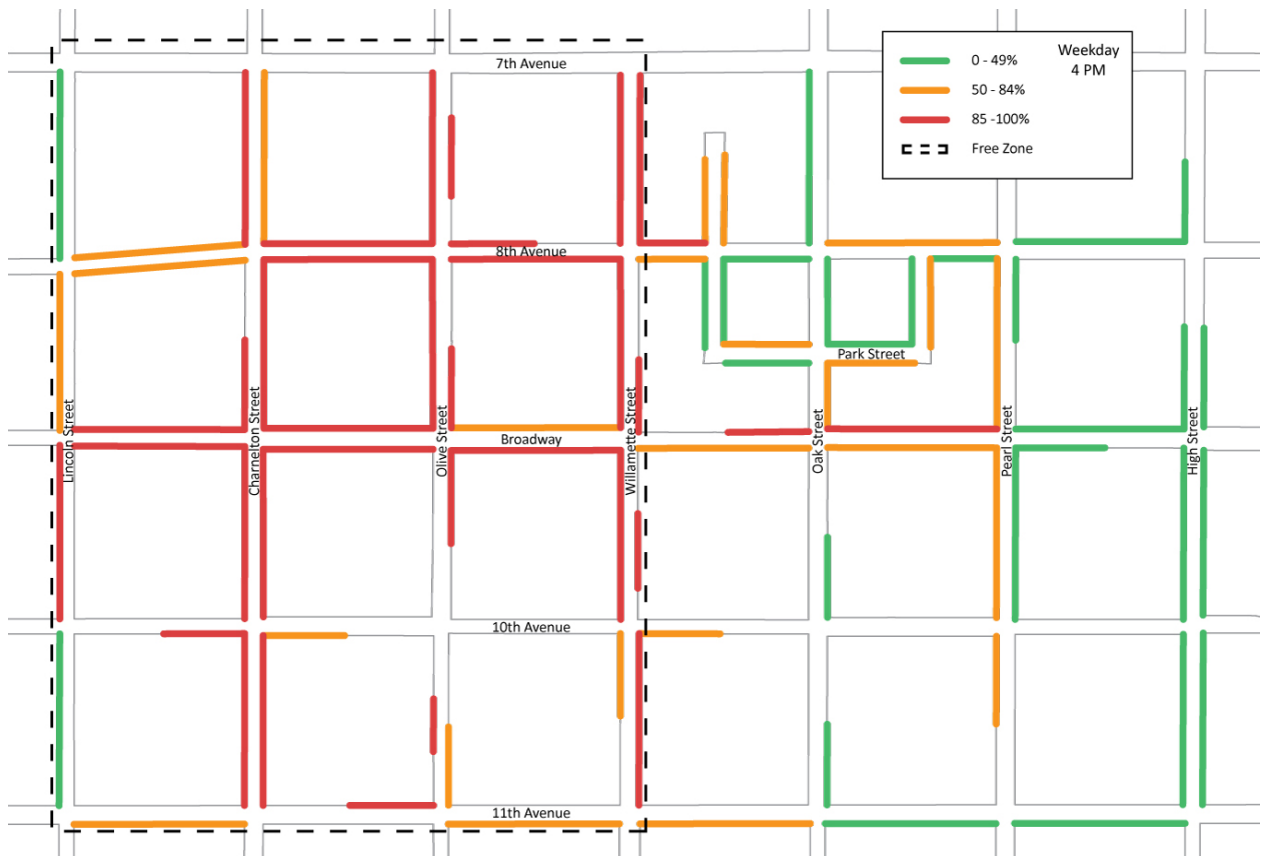 7th Avenue
0 - 49%
50 - 84%
85 -100%
Free Zone
Weekday
4 PM
8th Avenue
Park Street
Lincoln Street
Charnelton Street
Olive Street
Broadway
Willamette Street
Oak Street
Pearl Street
High Street
10th Avenue
11th Avenue